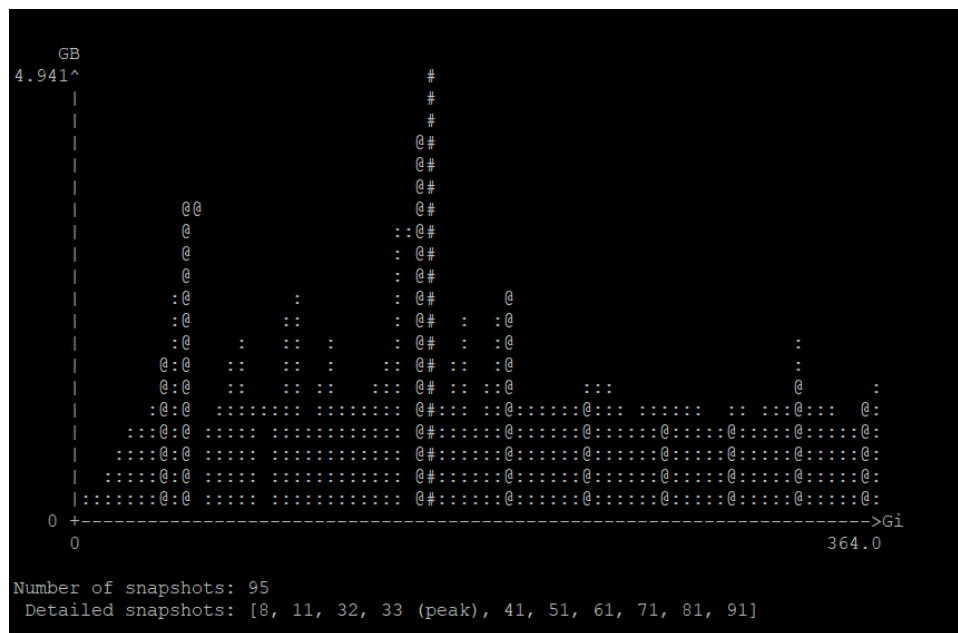 GB
4.941^                               #
     |                               #
     |                               #
     |                              @#
     |                              @#
     |                              @#
     |         @@                   @#
     |         @                  ::@#
     |         @                  : @#
     |         @                  : @#
     |        :@         :        : @#      @
     |        :@        ::        : @#  :  :@
     |        :@    :   ::  :     : @#  :  :@                         :
     |       @:@   ::   ::  :    :: @# ::  :@                         :
     |       @:@   ::   :: ::   ::: @# :: ::@      :::                @      :
     |      :@:@  :::::::: :::::::: @#::: ::@::::::@::: ::::::  :: :::@:::  @:
     |    :::@:@ ::::: :::::::::::: @#::::::@::::::@::::::@:::::@:::::@:::::@:
     |   ::::@:@ ::::: :::::::::::: @#::::::@::::::@::::::@:::::@:::::@:::::@:
     |  :::::@:@ ::::: :::::::::::: @#::::::@::::::@::::::@:::::@:::::@:::::@:
     |:::::::@:@ ::::: :::::::::::: @#::::::@::::::@::::::@:::::@:::::@:::::@:
   0 +----------------------------------------------------------------------->Gi
     0                                                                   364.0
Number of snapshots: 95
 Detailed snapshots: [8, 11, 32, 33 (peak), 41, 51, 61, 71, 81, 91]